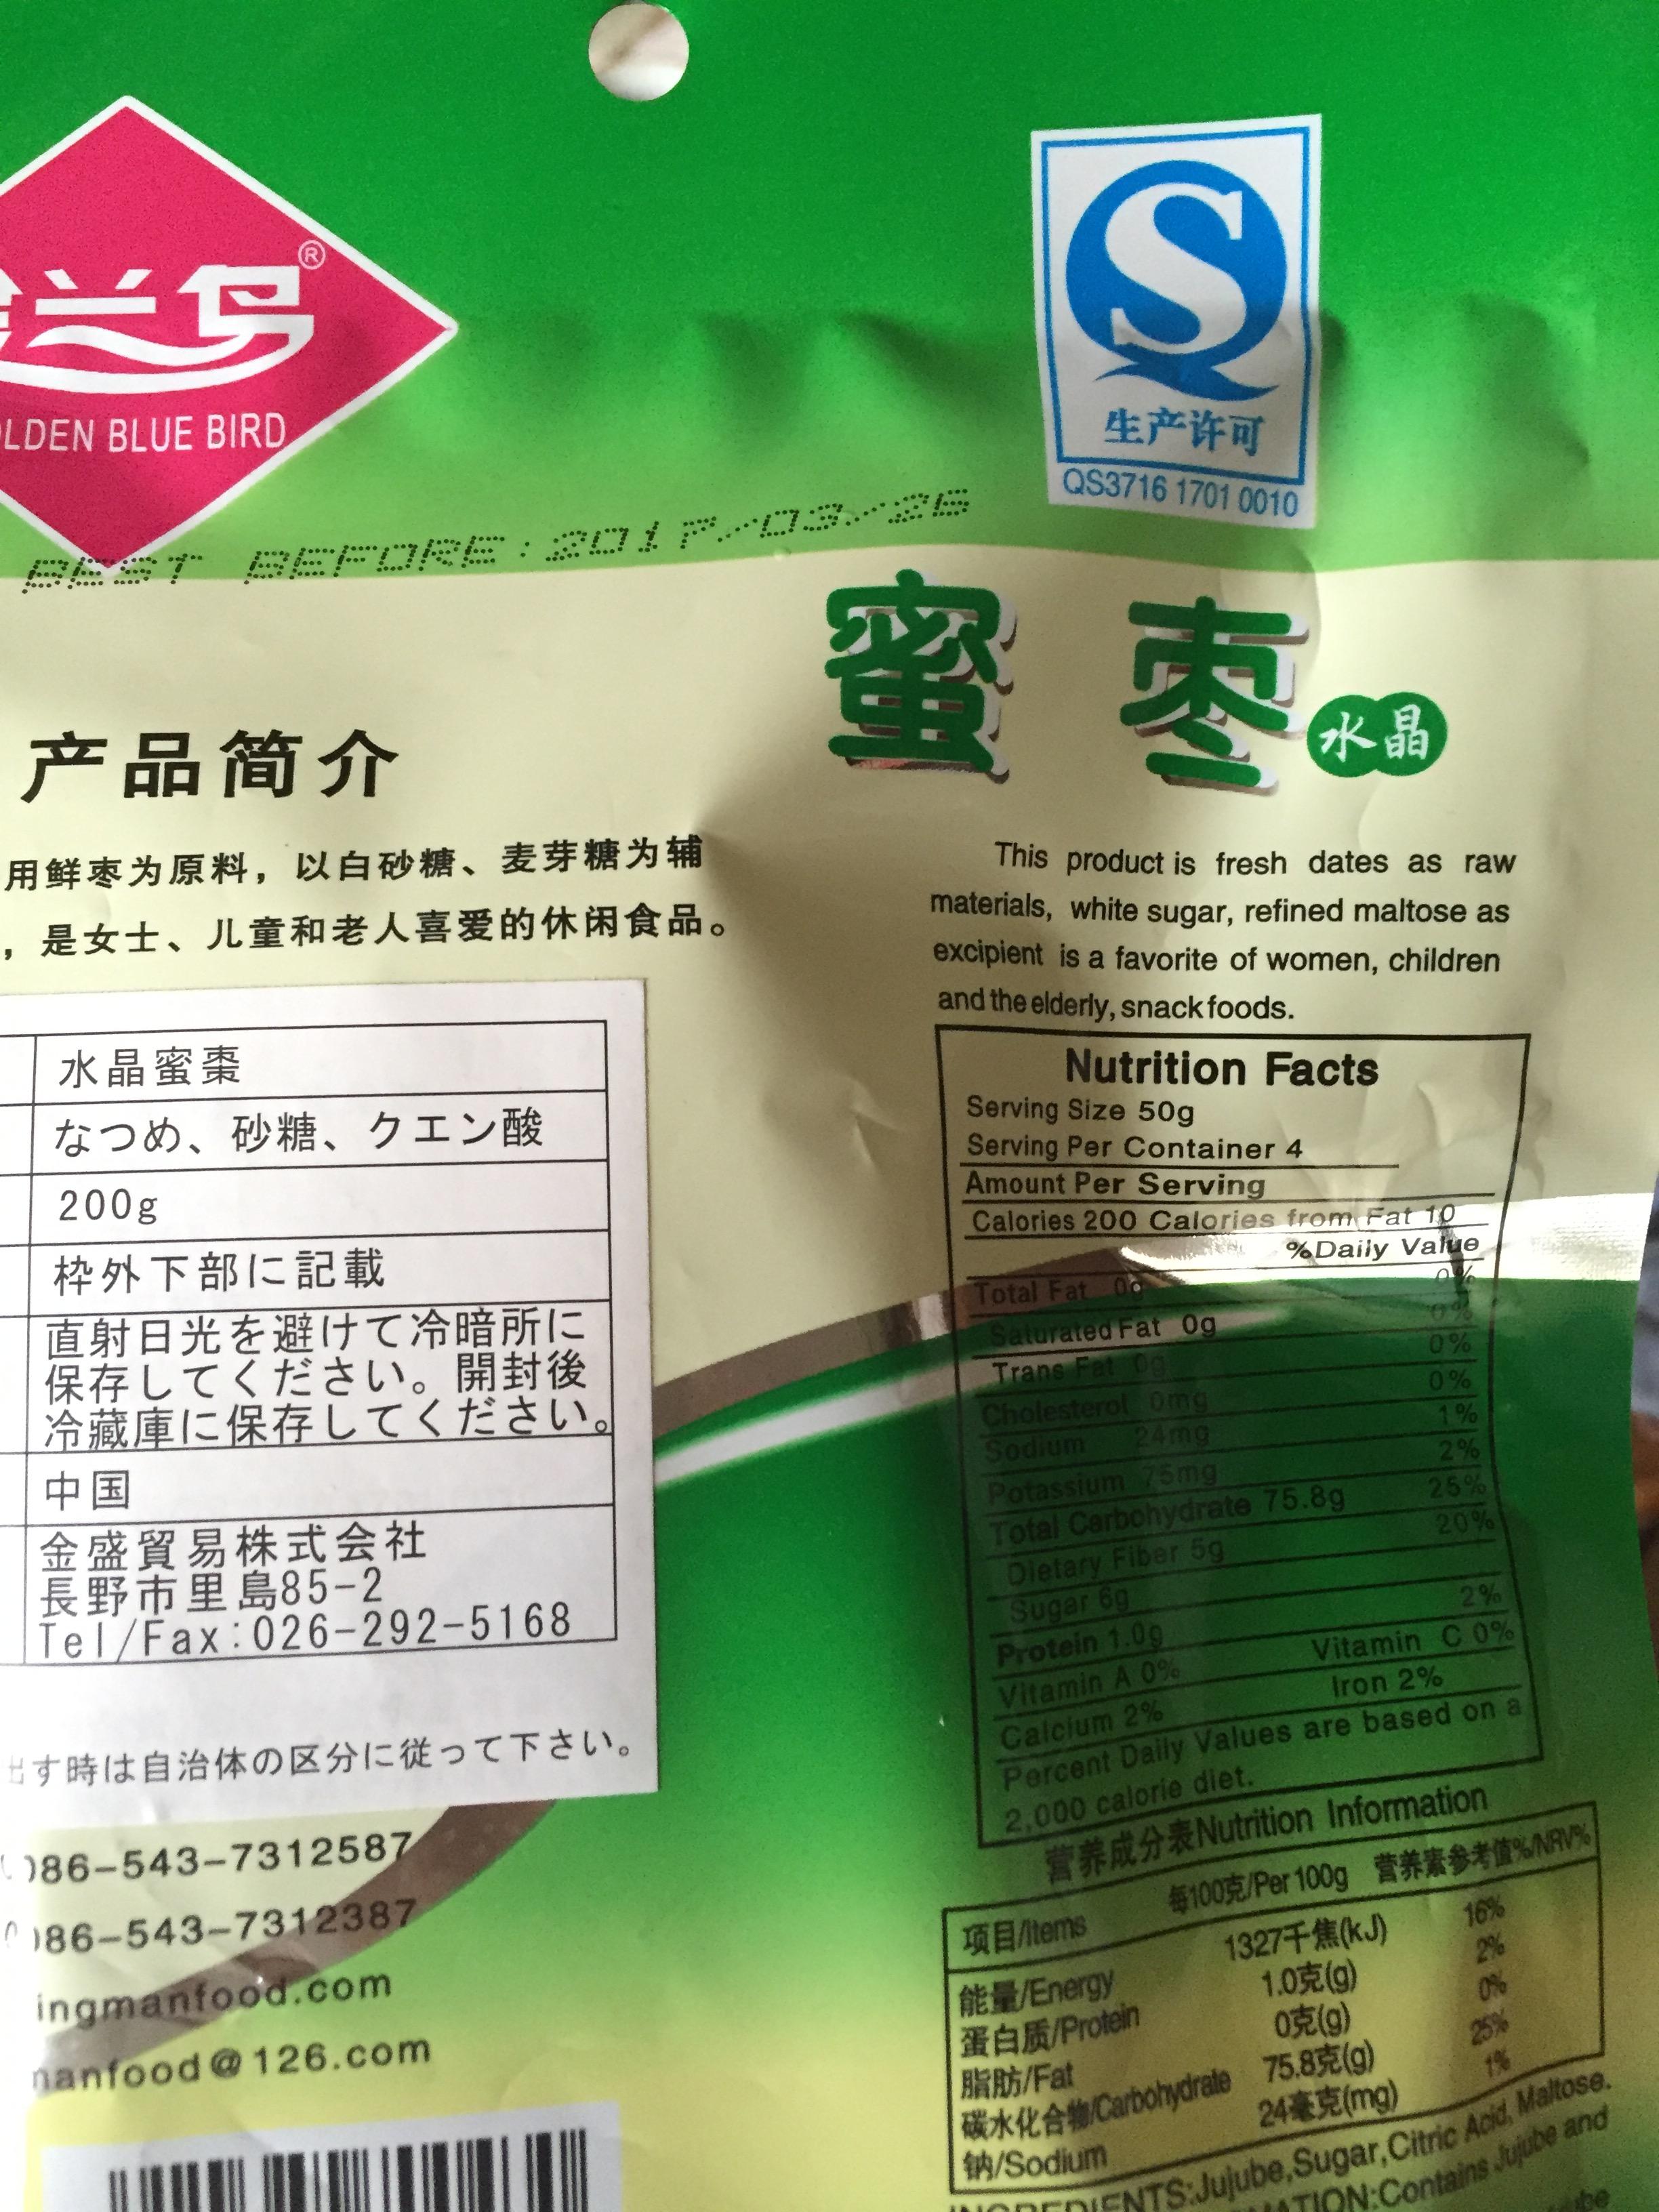 兰鸟®
LDEN BLUE BIRD
生产许可
QS3716 1701 0010
BEST BEFORE:2017/03/26
蜜枣
水晶
产品简介
用鲜枣为原料，以白砂糖、麦芽糖为辅
，是女士、儿童和老人喜爱的休闲食品。
This product is fresh dates as raw
materials, white sugar, refined maltose as
excipient is a favorite of women, children
and the elderly, snack foods.
水晶蜜棗
なつめ、砂糖、クエン酸
200g
枠外下部に記載
直射日光を避けて冷暗所に
保存してください。開封後
冷蔵庫に保存してください。
中国
金盛貿易株式会社
長野市里島85-2
Tel/Fax:026-292-5168
出す時は自治体の区分に従って下さい。
086-543-7312587
086-543-7312387
ingmanfood.com
manfood@126.com
Nutrition Facts
Serving Size 50g
Serving Per Container 4
Amount Per Serving
Calories 200 Calories from Fat 10
%Daily Value
Total Fat 0g 0%
Saturated Fat 0g 0%
Trans Fat 0g 0%
Cholesterol 0mg 0%
Sodium 24mg 1%
Potassium 75mg 2%
Total Carbohydrate 75.8g 25%
Dietary Fiber 5g 20%
Sugar 6g
Protein 1.0g 2%
Vitamin A 0% Vitamin C 0%
Calcium 2% Iron 2%
Percent Daily Values are based on a
2,000 calorie diet.
营养成分表Nutrition Information
项目/Items 每100克/Per 100g 营养素参考值%/NRV%
能量/Energy 1327千焦(kJ) 16%
蛋白质/Protein 1.0克(g) 2%
脂肪/Fat 0克(g) 0%
碳水化合物/Carbohydrate 75.8克(g) 25%
钠/Sodium 24毫克(mg) 1%
INGREDIENTS:Jujube,Sugar,Citric Acid, Maltose.
MATION:Contains Jujube and